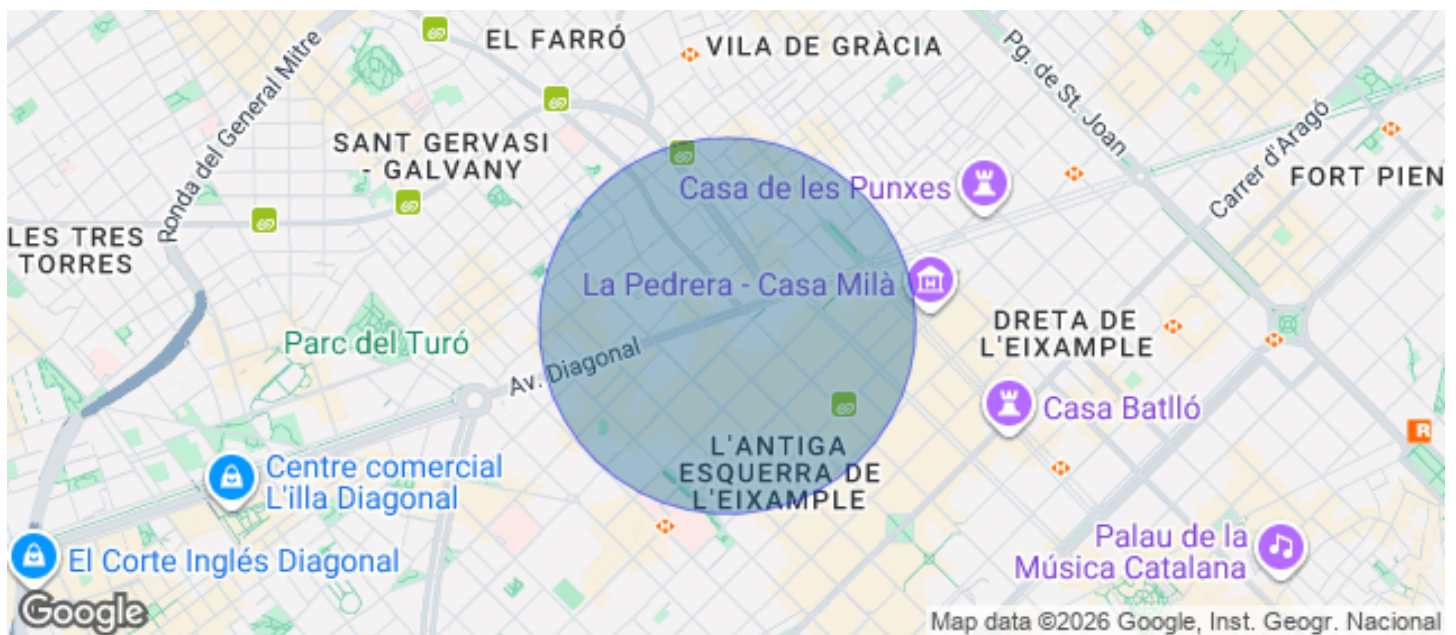 EL FARRÓ
VILA DE GRÀCIA
Pg. de St. Joan
Ronda del General Mitre
SANT GERVASI
- GALVANY
Carrer d'Aragó
Casa de les Punxes
FORT PIEN
LES TRES
TORRES
La Pedrera - Casa Milà
DRETA DE
L'EIXAMPLE
Parc del Turó
Av. Diagonal
Casa Batlló
L'ANTIGA
ESQUERRA DE
L'EIXAMPLE
R
Centre comercial
L'illa Diagonal
Palau de la
Música Catalana
El Corte Inglés Diagonal
Google
Map data ©2026 Google, Inst. Geogr. Nacional